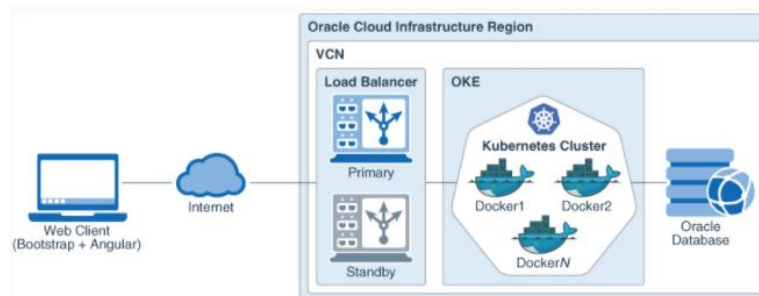 Oracle Cloud Infrastructure Region
VCN
Load Balancer
Primary
Standby
OKE
Kubernetes Cluster
Docker1
Docker2
DockerN
Web Client
(Bootstrap + Angular)
Internet
Oracle
Database